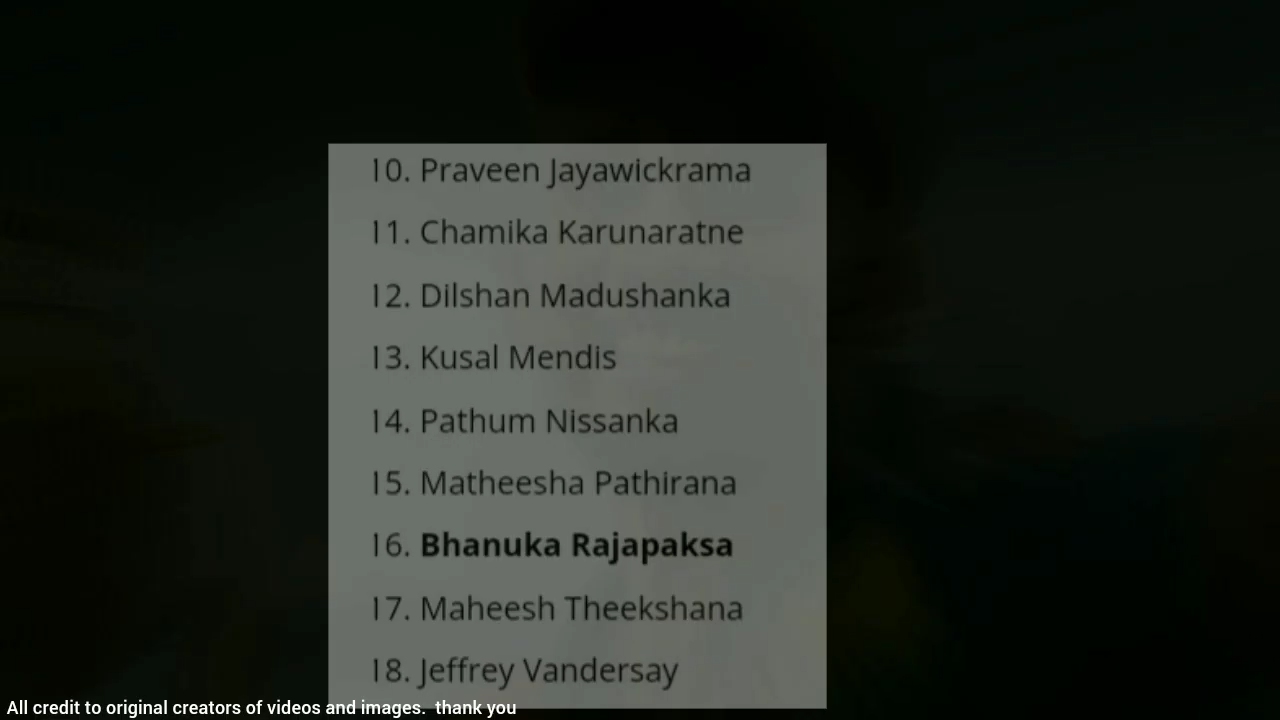 10. Praveen Jayawickrama
11. Chamika Karunaratne
12. Dilshan Madushanka
13. Kusal Mendis
14. Pathum Nissanka
15. Matheesha Pathirana
16. Bhanuka Rajapaksa
17. Maheesh Theekshana
18. Jeffrey Vandersay
All credit to original creators of videos and images.  thank you